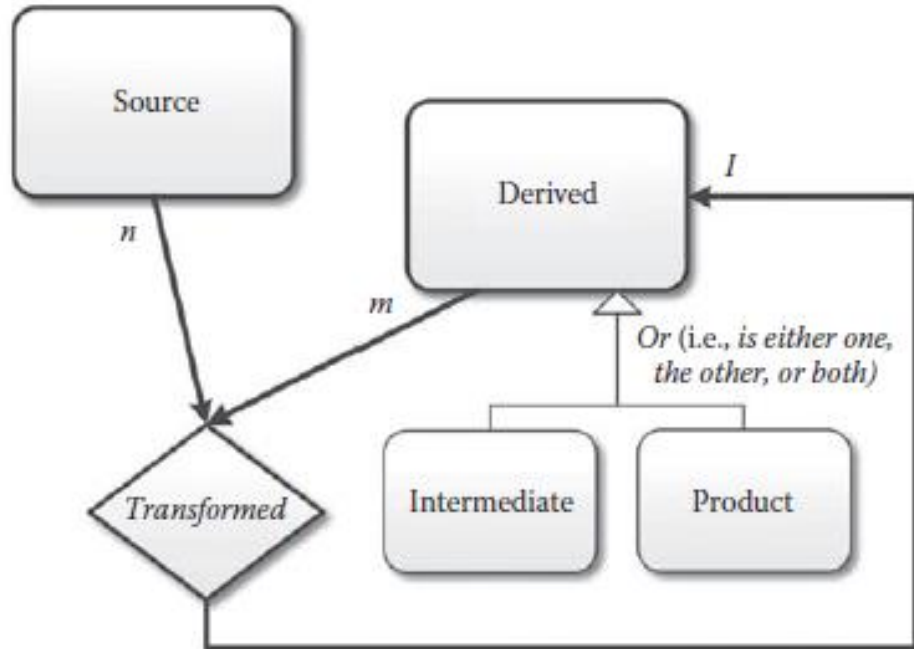 Source
Derived
I
n
m
Or (i.e., is either one,
the other, or both)
Intermediate
Product
Transformed